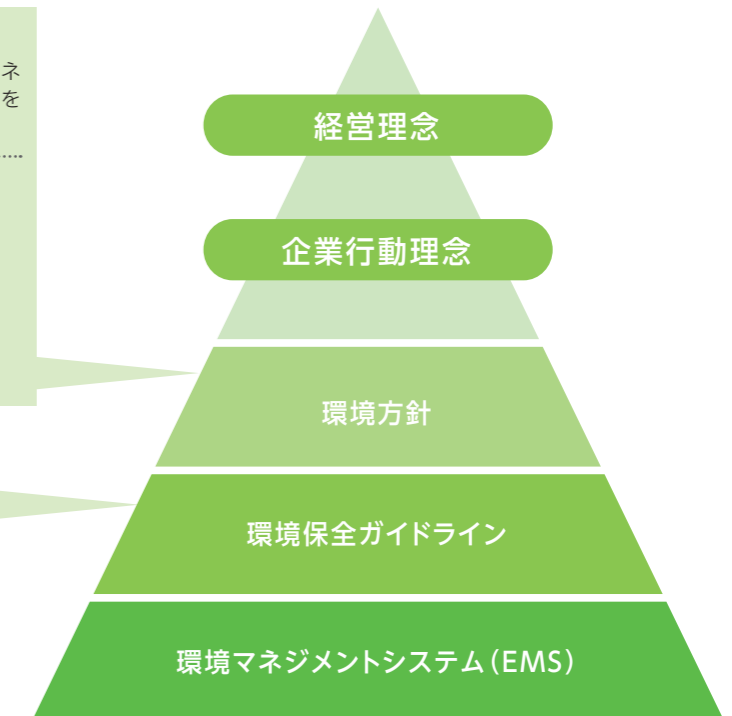 ネ
を
……
経営理念
企業行動理念
環境方針
環境保全ガイドライン
環境マネジメントシステム（EMS）